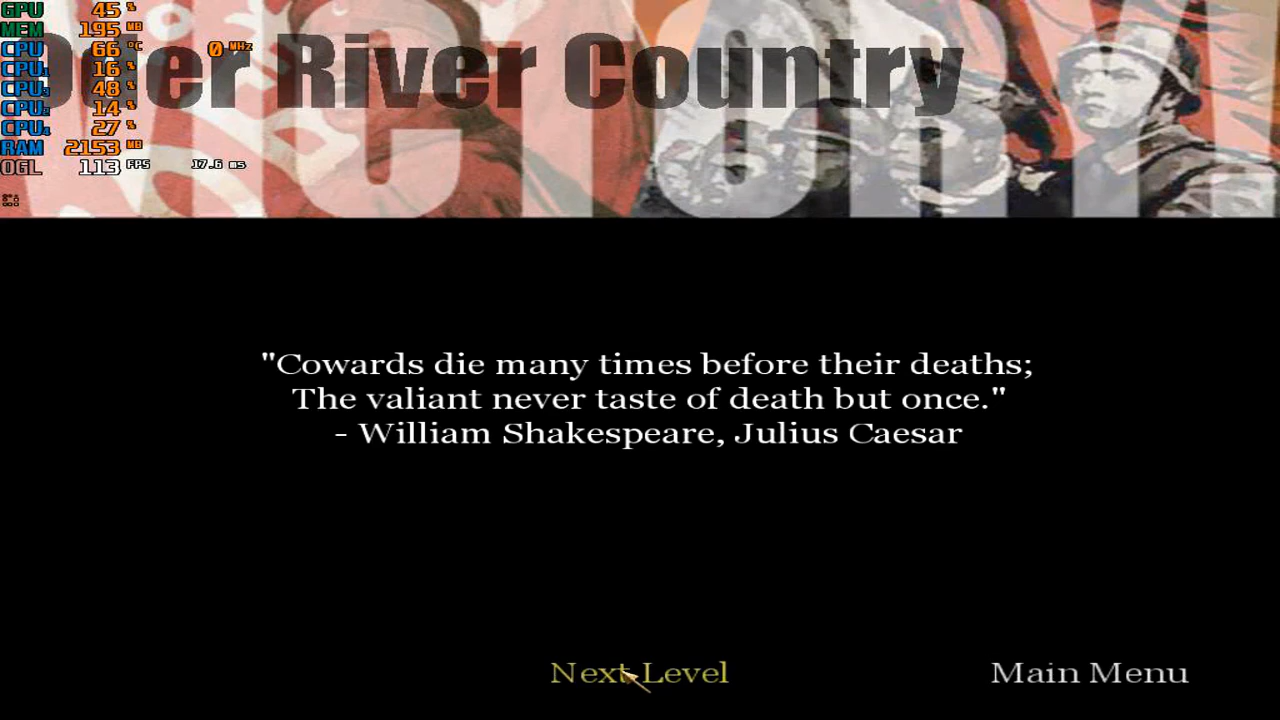 GPU 45 %
MEM 195 MB
CPU 66 °C 0 MHz
CPU1 16 %
CPU3 48 %
CPU2 14 %
CPU4 27 %
RAM 2153 MB
OGL 113 FPS 17.6 ms
Oder River Country
VICTORY
"Cowards die many times before their deaths;
The valiant never taste of death but once."
- William Shakespeare, Julius Caesar
Next Level
Main Menu